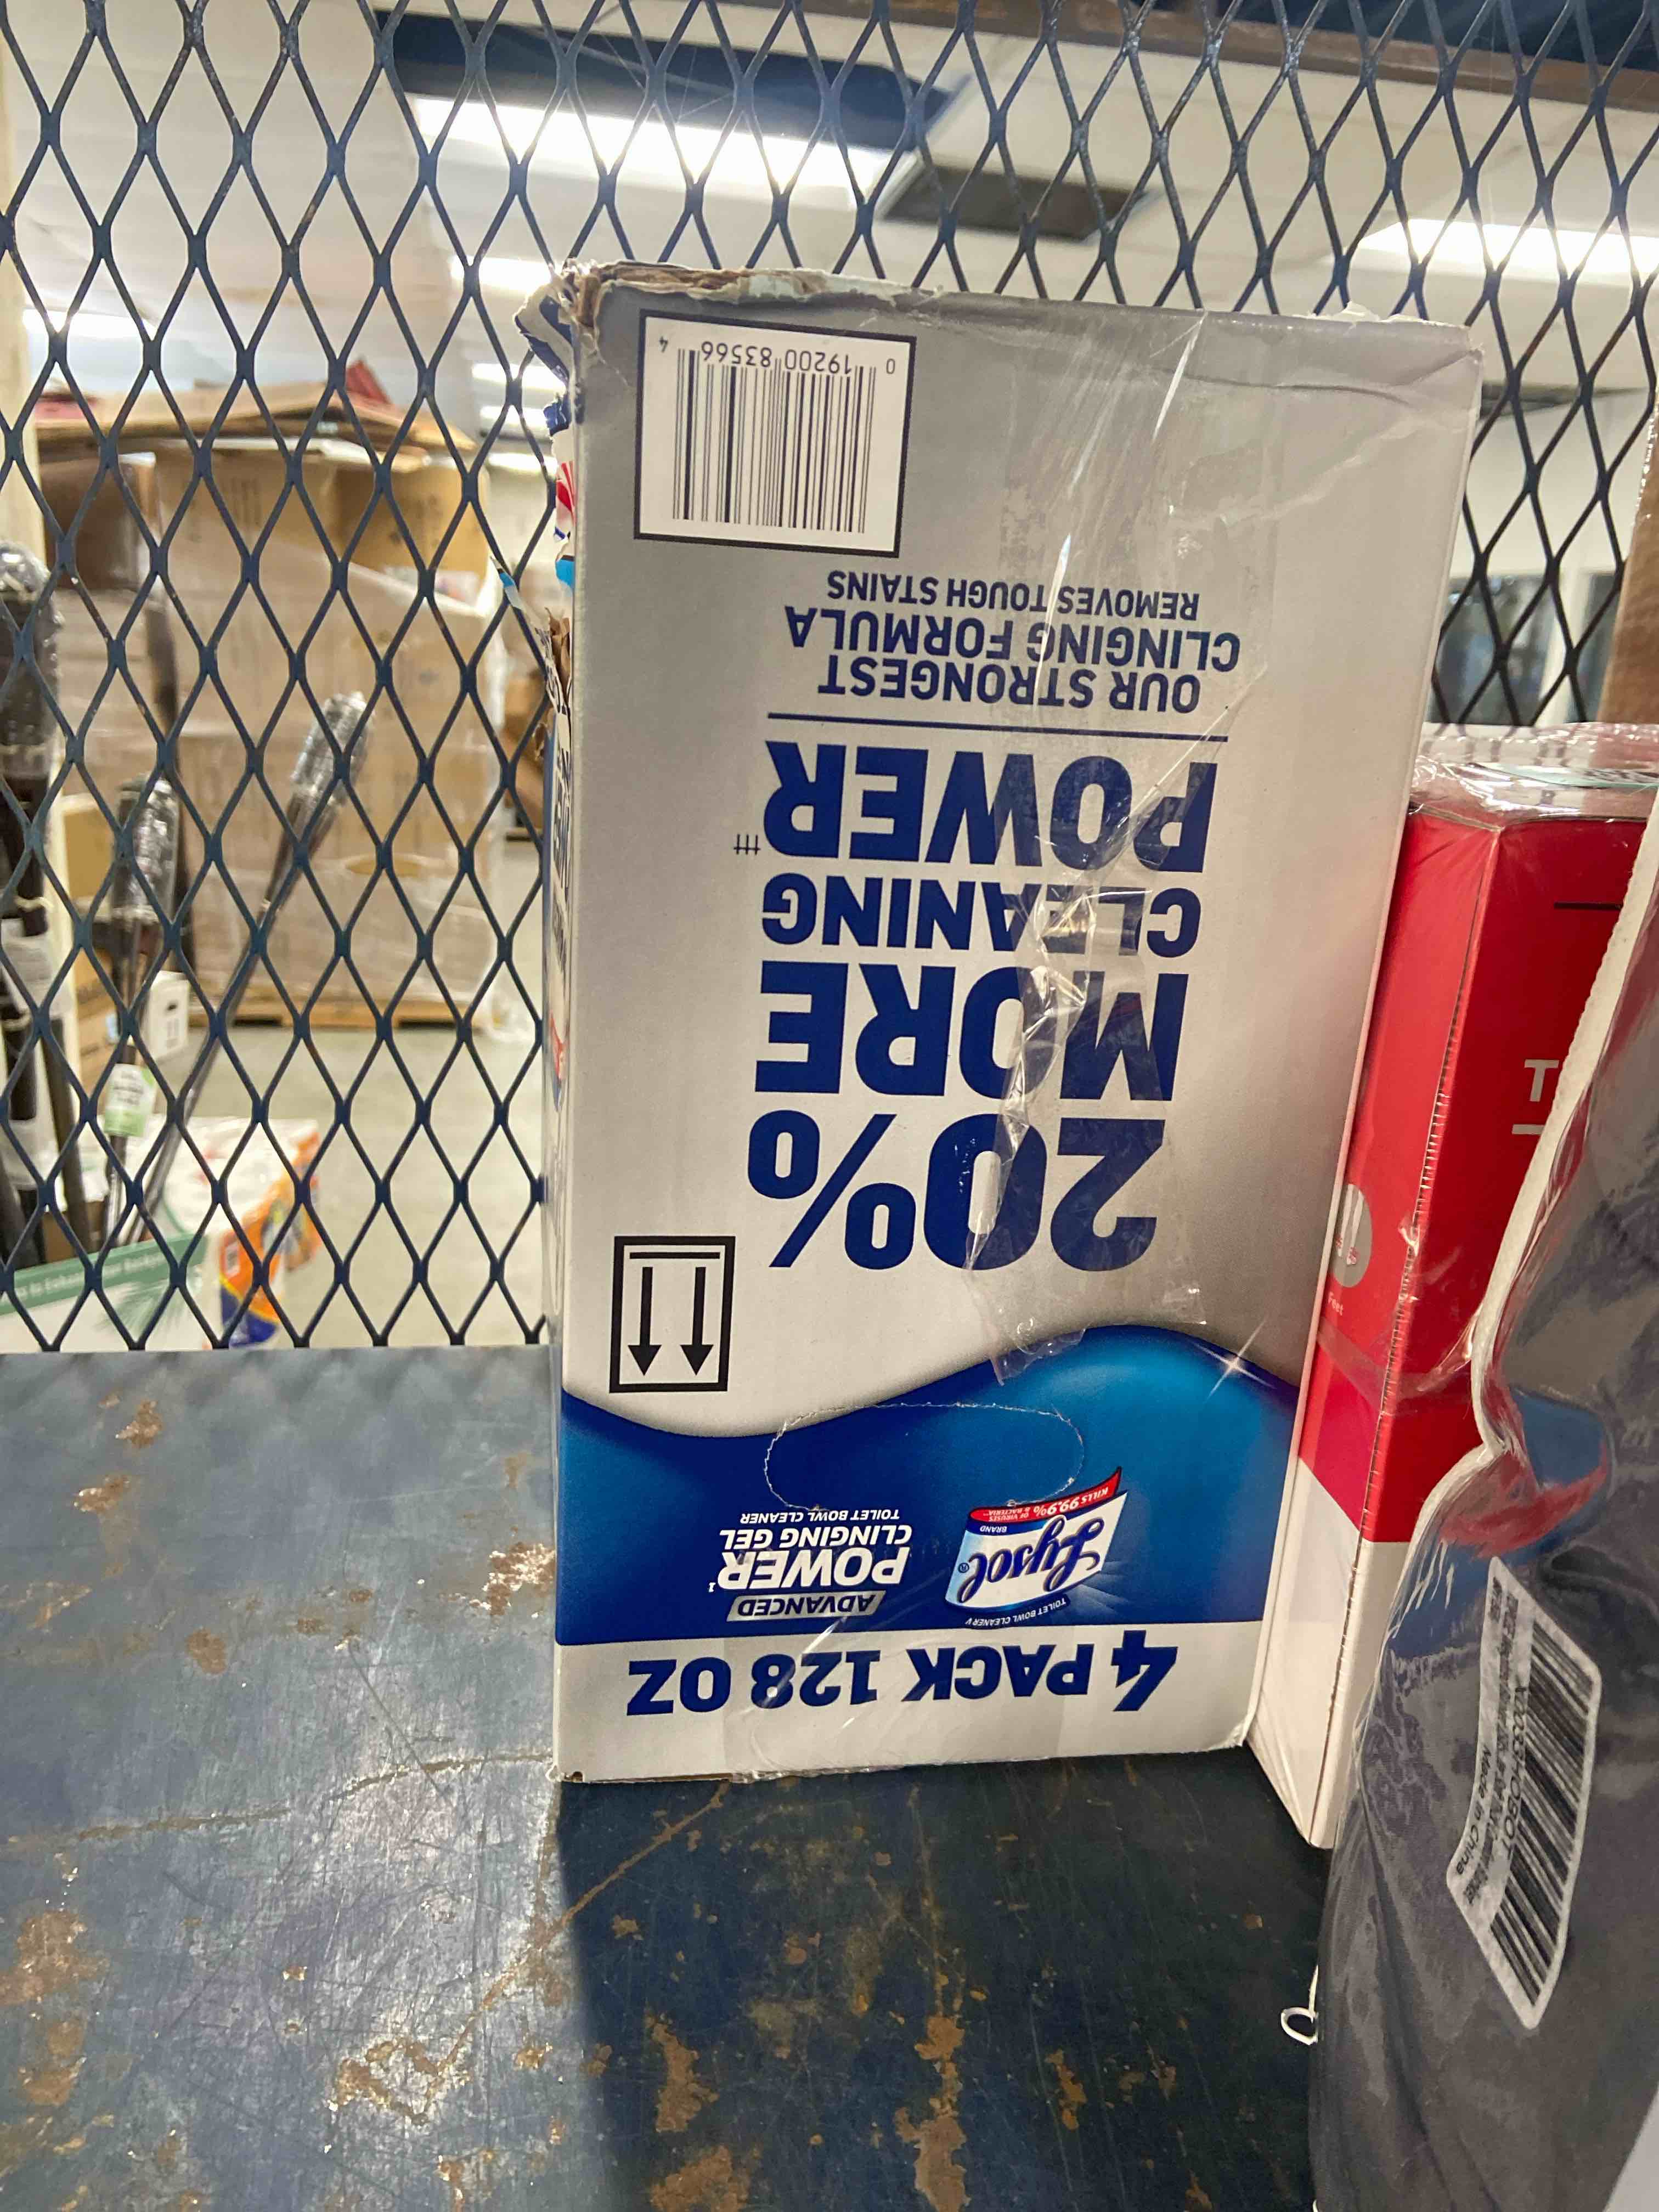 4 PACK 128 OZ
TOILET BOWL CLEANER
Lysol®
BRAND
KILLS 99.9%
OF VIRUSES & BACTERIA
ADVANCED
POWER
CLINGING GEL
TOILET BOWL CLEANER
20%
MORE
CLEANING
POWER†††
OUR STRONGEST
CLINGING FORMULA
REMOVES TOUGH STAINS
0 19200 83566 4
T
Feet
Made in China